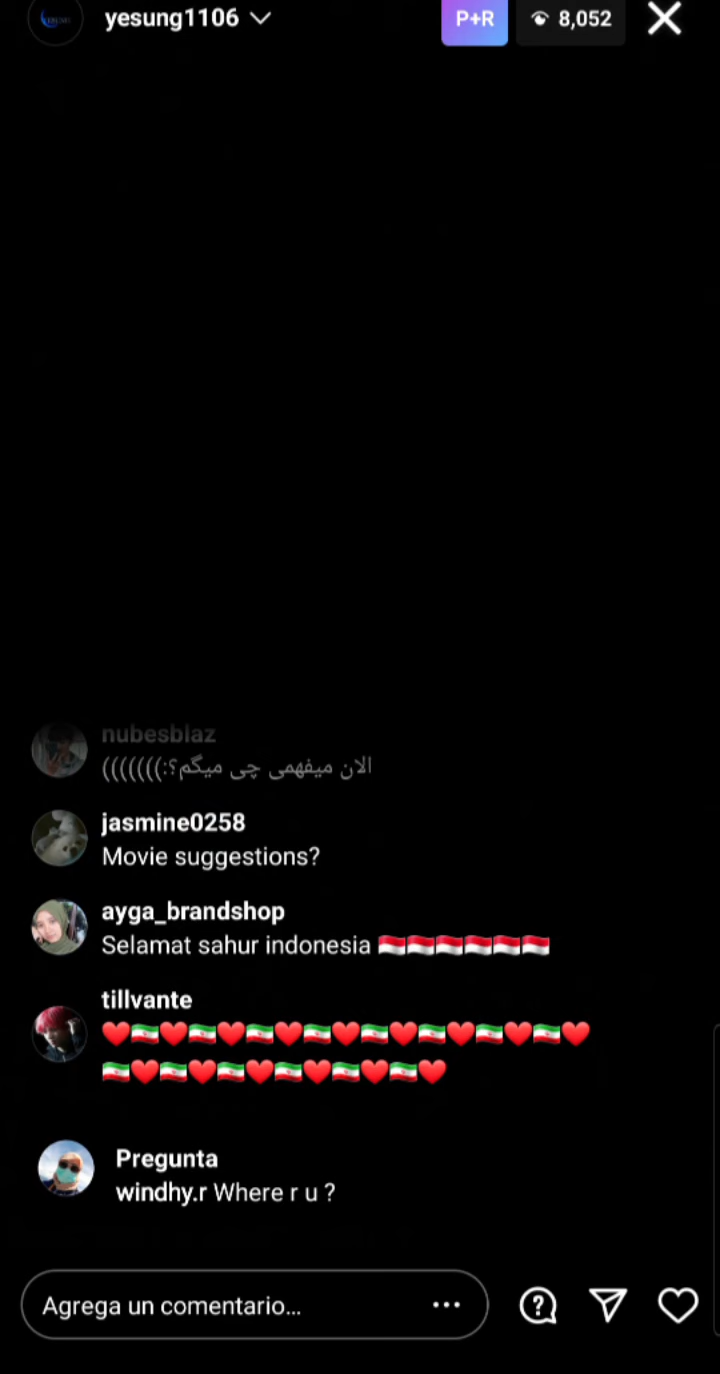 yesung1106
P+R
8,052
nubesblaz
الان میفهمی چی میگم؟:)))))))
jasmine0258
Movie suggestions?
ayga_brandshop
Selamat sahur indonesia 🇮🇩🇮🇩🇮🇩🇮🇩🇮🇩🇮🇩
tillvante
❤️🇮🇷❤️🇮🇷❤️🇮🇷❤️🇮🇷❤️🇮🇷❤️🇮🇷❤️🇮🇷❤️🇮🇷❤️
🇮🇷❤️🇮🇷❤️🇮🇷❤️🇮🇷❤️🇮🇷❤️🇮🇷❤️
Pregunta
windhy.r Where r u ?
Agrega un comentario...